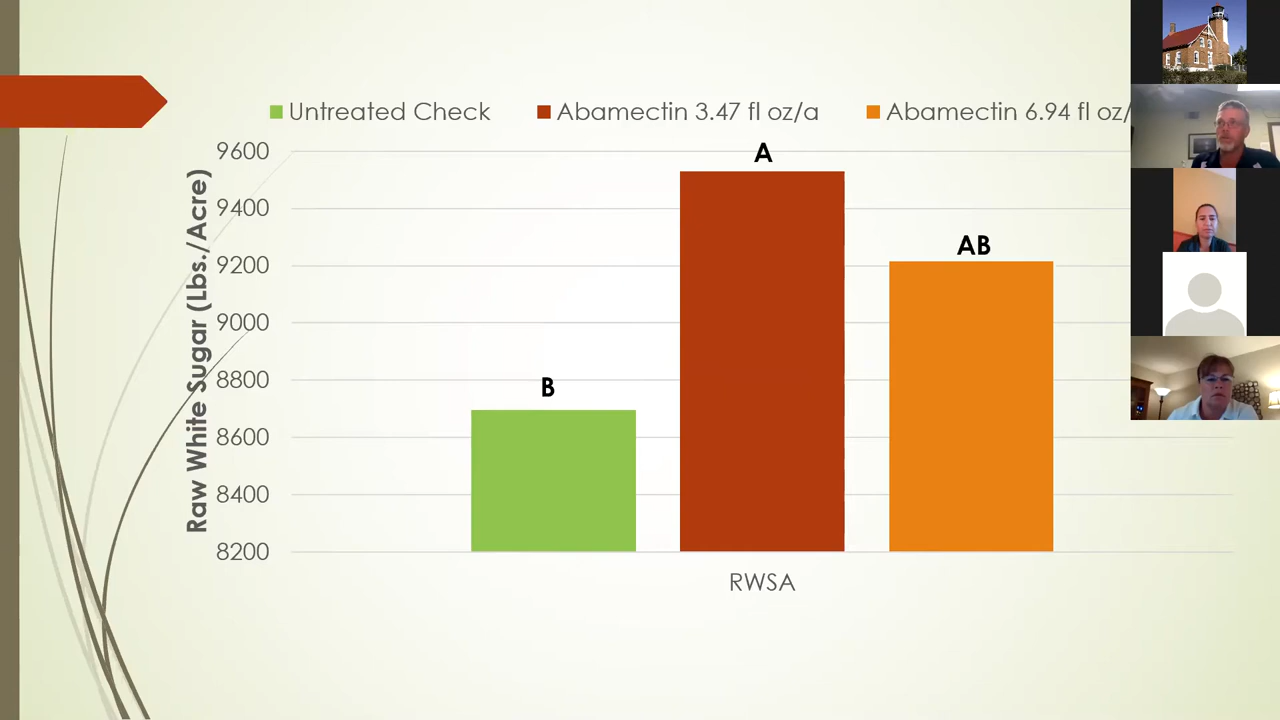 Untreated Check
Abamectin 3.47 fl oz/a
Abamectin 6.94 fl oz/
Raw White Sugar (Lbs./Acre)
9600
9400
9200
9000
8800
8600
8400
8200
B
A
AB
RWSA